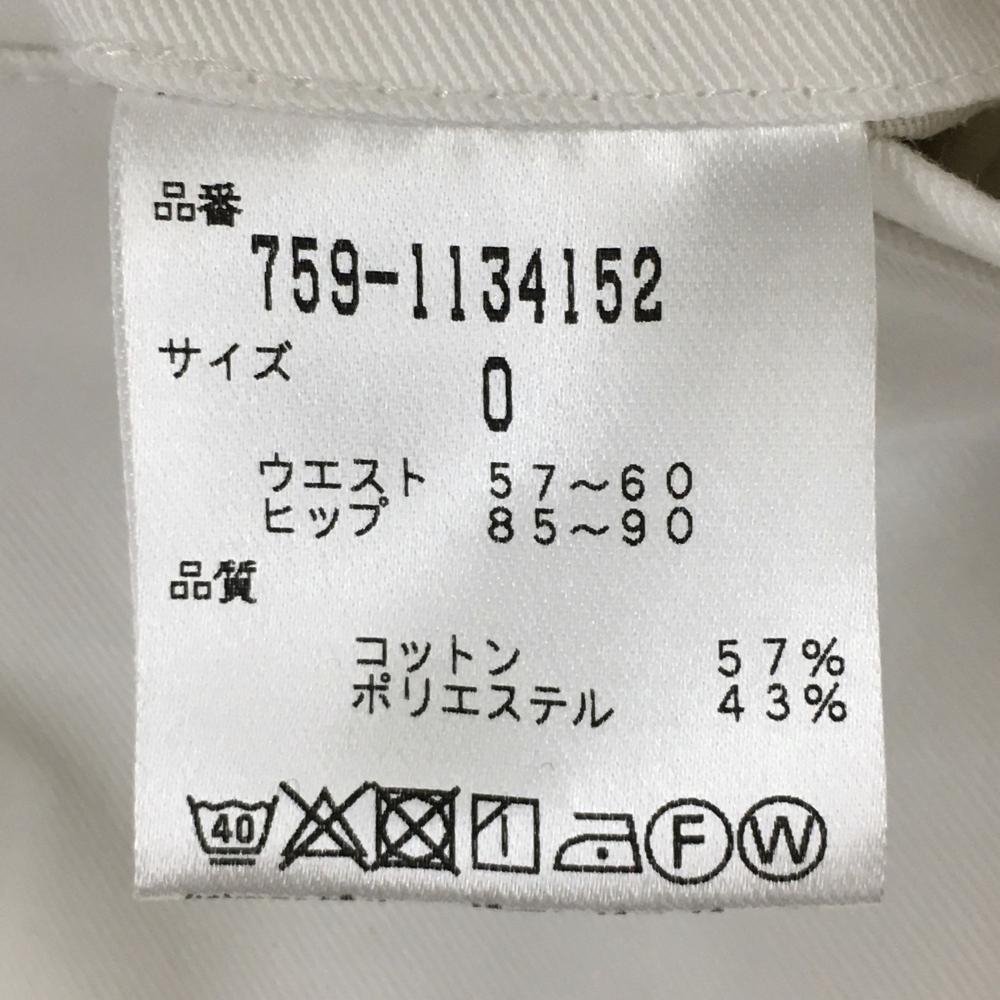 品番
759-1134152
サイズ
0
ウエスト 57～60
ヒップ 85～90
品質
コットン 57%
ポリエステル 43%
40 F W